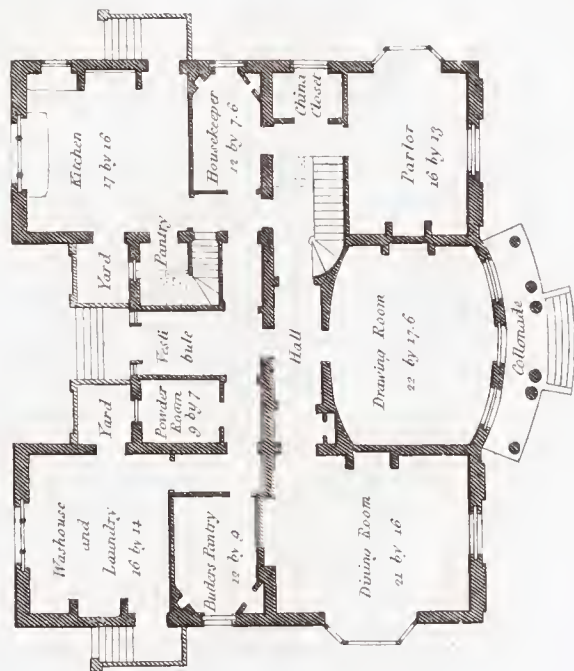 Kitchen
17 by 16
Housekeeper
12 by 7.6
China
Closet
Parlor
16 by 13
Yard
Pantry
Vesti
bule
Hall
Drawing Room
22 by 17.6
Collonade
Yard
Powder
Room
9 by 7
Washouse
and
Laundry
16 by 14
Butlers Pantry
12 by 9
Dining Room
21 by 16